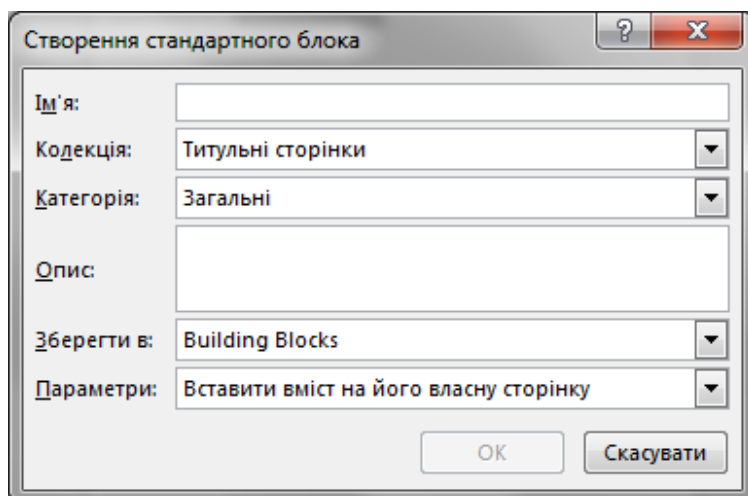 Створення стандартного блока
Ім'я:
Колекція: Титульні сторінки
Категорія: Загальні
Опис:
Зберегти в: Building Blocks
Параметри: Вставити вміст на його власну сторінку
ОК Скасувати